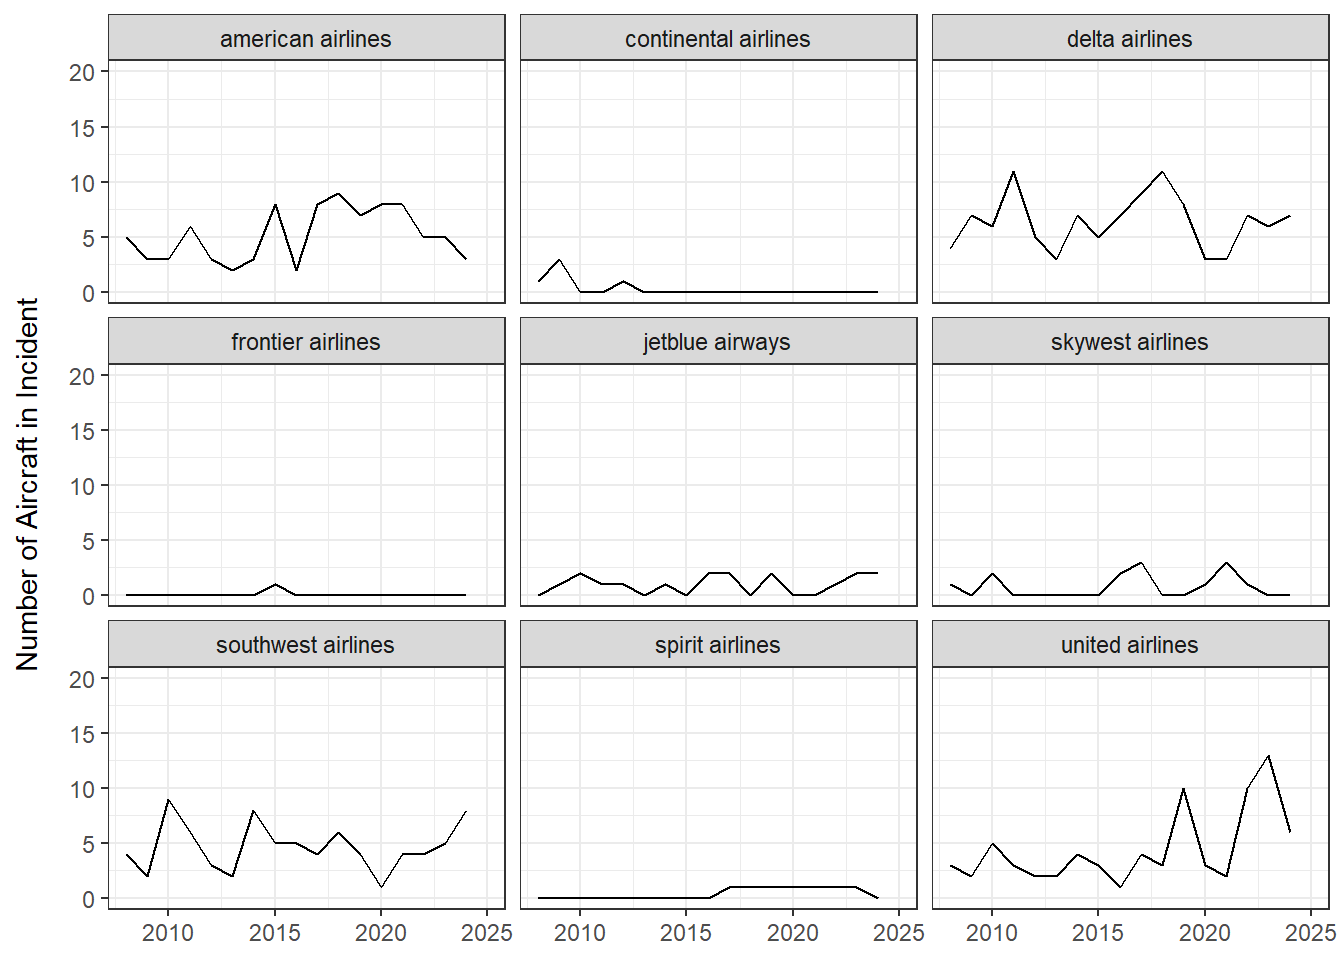 american airlines
continental airlines
delta airlines
20
15
10
5
0
frontier airlines
jetblue airways
skywest airlines
20
15
10
5
0
Number of Aircraft in Incident
southwest airlines
spirit airlines
united airlines
20
15
10
5
0
2010 2015 2020 2025
2010 2015 2020 2025
2010 2015 2020 2025